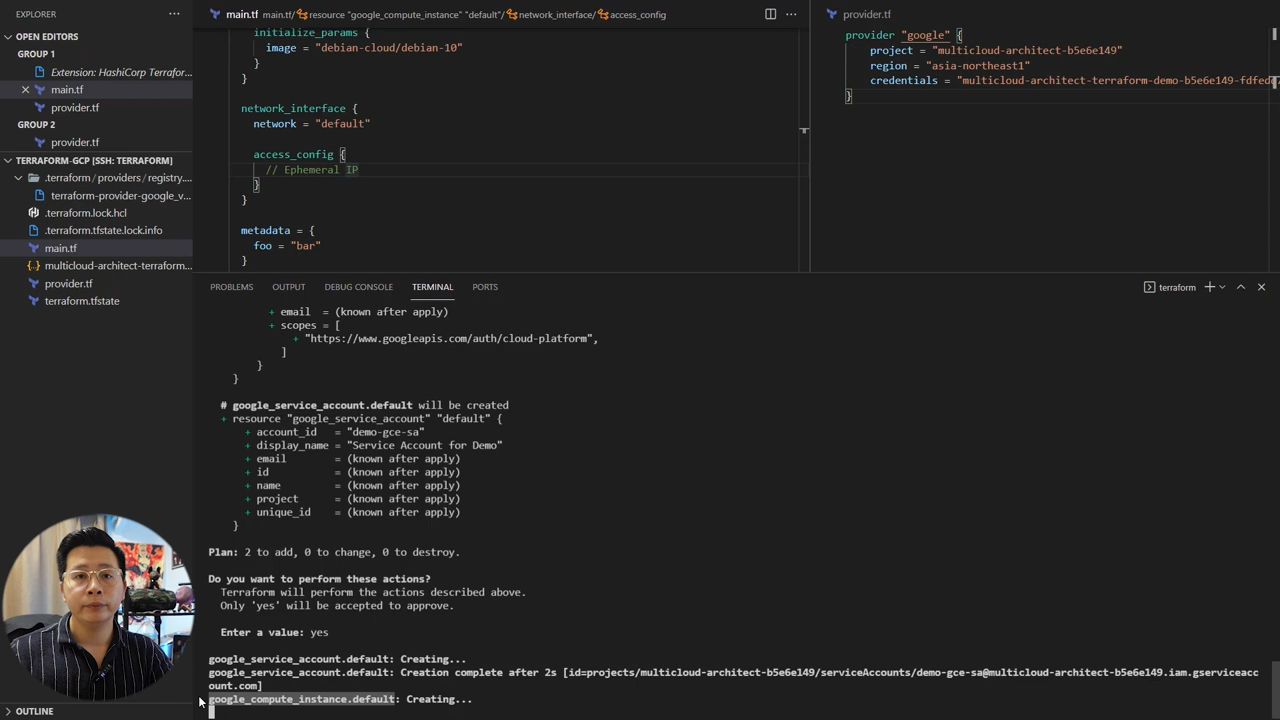 EXPLORER
OPEN EDITORS
GROUP 1
Extension: HashiCorp Terrafor...
main.tf
provider.tf
GROUP 2
provider.tf
TERRAFORM-GCP [SSH: TERRAFORM]
.terraform/providers/registry....
terraform-provider-google_v...
.terraform.lock.hcl
.terraform.tfstate.lock.info
main.tf
multicloud-architect-terraform...
provider.tf
terraform.tfstate
OUTLINE
main.tf main.tf/resource "google_compute_instance" "default"/network_interface/access_config
initialize_params {
image = "debian-cloud/debian-10"
}
}
network_interface {
network = "default"
access_config {
// Ephemeral IP
}
}
metadata = {
foo = "bar"
}
provider.tf
provider "google" {
project = "multicloud-architect-b5e6e149"
region = "asia-northeast1"
credentials = "multicloud-architect-terraform-demo-b5e6e149-fdfed
}
PROBLEMS OUTPUT DEBUG CONSOLE TERMINAL PORTS
terraform
+ email = (known after apply)
+ scopes = [
+ "https://www.googleapis.com/auth/cloud-platform",
]
}
}
# google_service_account.default will be created
+ resource "google_service_account" "default" {
+ account_id = "demo-gce-sa"
+ display_name = "Service Account for Demo"
+ email = (known after apply)
+ id = (known after apply)
+ name = (known after apply)
+ project = (known after apply)
+ unique_id = (known after apply)
}
Plan: 2 to add, 0 to change, 0 to destroy.
Do you want to perform these actions?
Terraform will perform the actions described above.
Only 'yes' will be accepted to approve.
Enter a value: yes
google_service_account.default: Creating...
google_service_account.default: Creation complete after 2s [id=projects/multicloud-architect-b5e6e149/serviceAccounts/demo-gce-sa@multicloud-architect-b5e6e149.iam.gserviceacc
ount.com]
google_compute_instance.default: Creating...